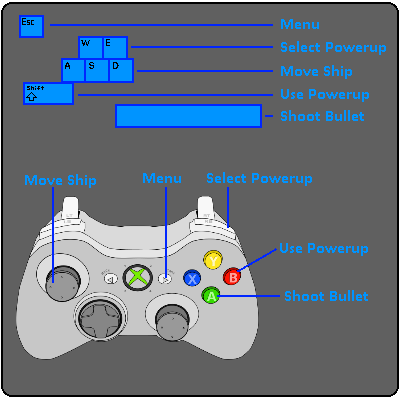 Esc
Menu
W E
Select Powerup
A S D
Move Ship
Shift
Use Powerup
Shoot Bullet
Move Ship
Menu
Select Powerup
Use Powerup
Shoot Bullet
Y
X
B
A